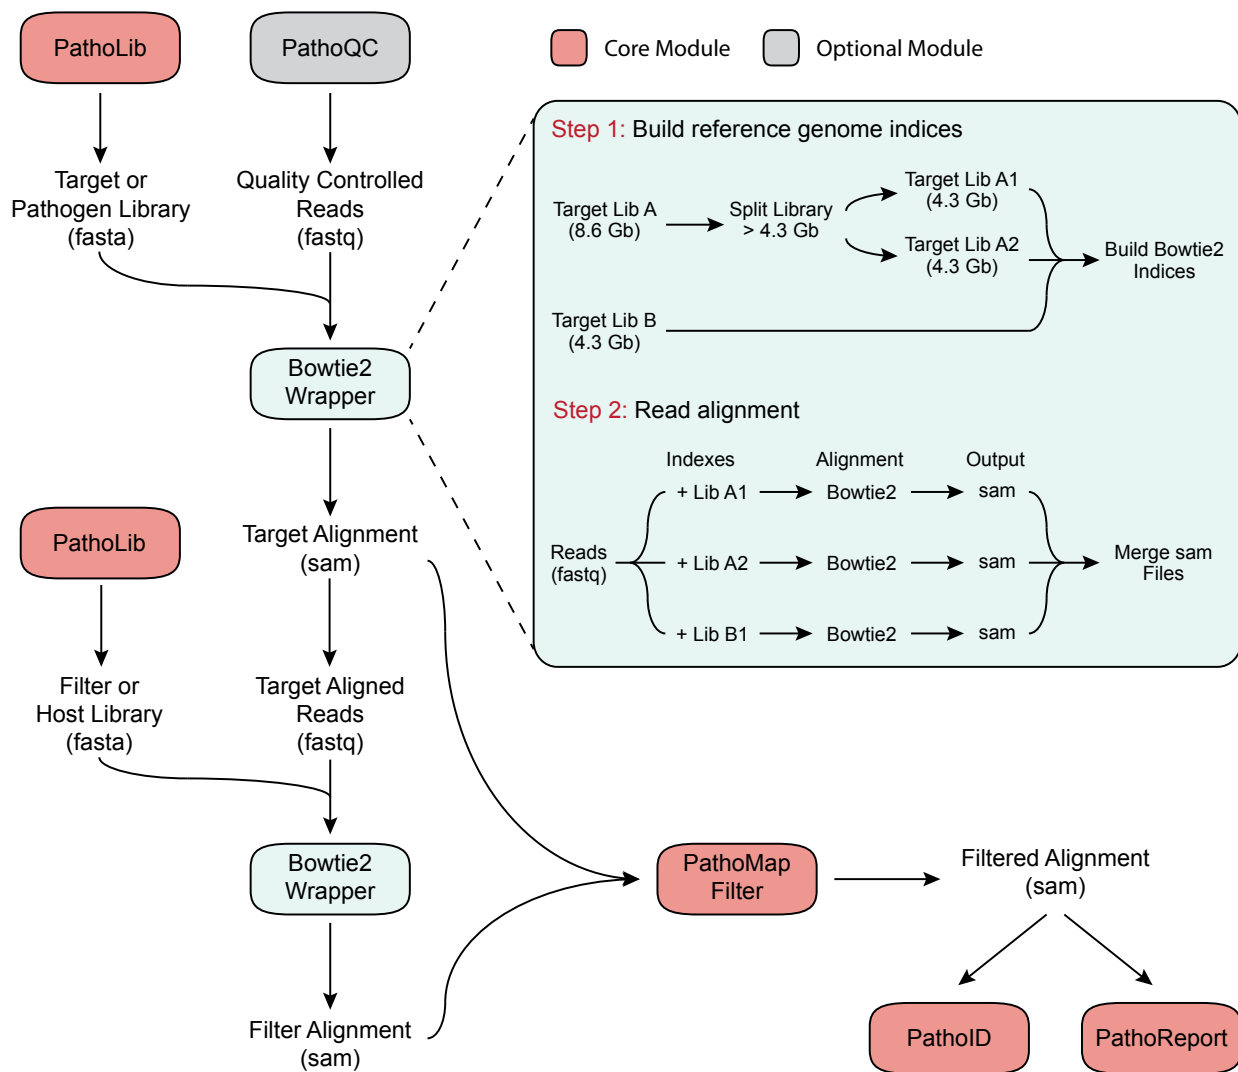 PathoLib
PathoQC
Core Module
Optional Module
Target or
Pathogen Library
(fasta)
Quality Controlled
Reads
(fastq)
Bowtie2
Wrapper
Step 1: Build reference genome indices
Target Lib A
(8.6 Gb)
Split Library
> 4.3 Gb
Target Lib A1
(4.3 Gb)
Target Lib A2
(4.3 Gb)
Build Bowtie2
Indices
Target Lib B
(4.3 Gb)
Step 2: Read alignment
Indexes
Alignment
Output
Reads
(fastq)
+ Lib A1
Bowtie2
sam
+ Lib A2
Bowtie2
sam
+ Lib B1
Bowtie2
sam
Merge sam
Files
Target Alignment
(sam)
PathoLib
Filter or
Host Library
(fasta)
Target Aligned
Reads
(fastq)
Bowtie2
Wrapper
Filter Alignment
(sam)
PathoMap
Filter
Filtered Alignment
(sam)
PathoID
PathoReport